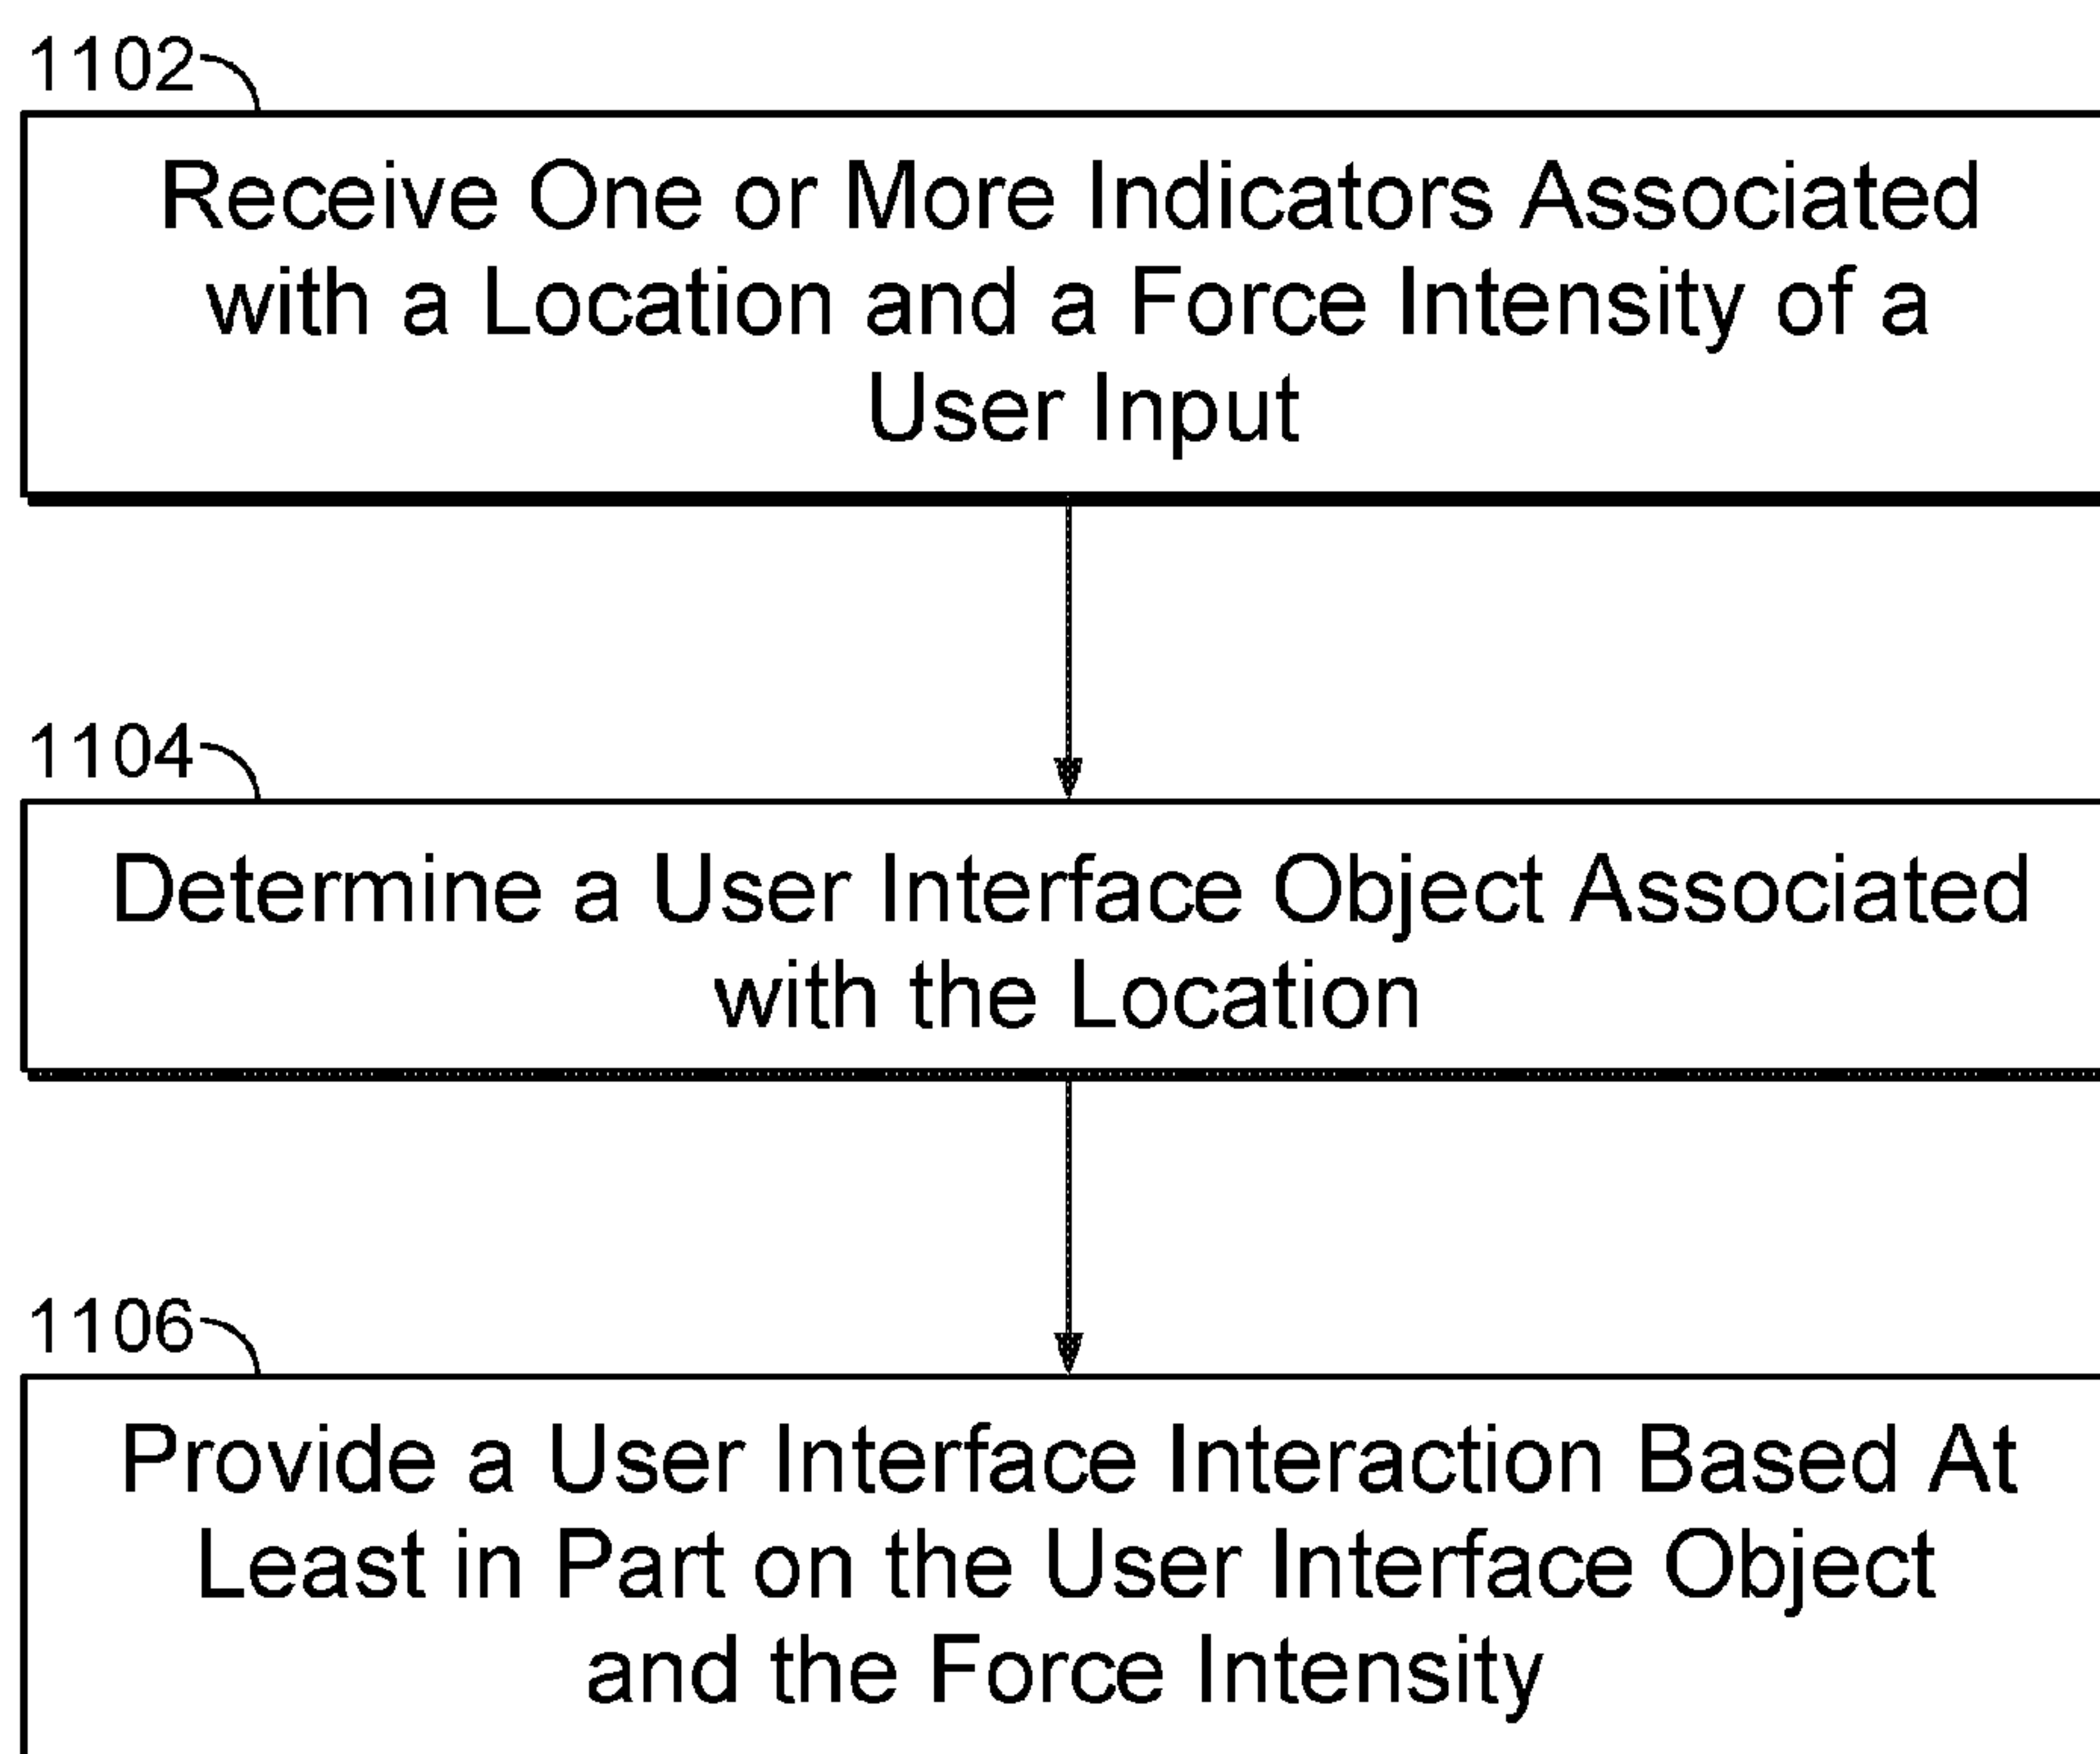 1102
Receive One or More Indicators Associated
with a Location and a Force Intensity of a
User Input
1104
Determine a User Interface Object Associated
with the Location
1106
Provide a User Interface Interaction Based At
Least in Part on the User Interface Object
and the Force Intensity